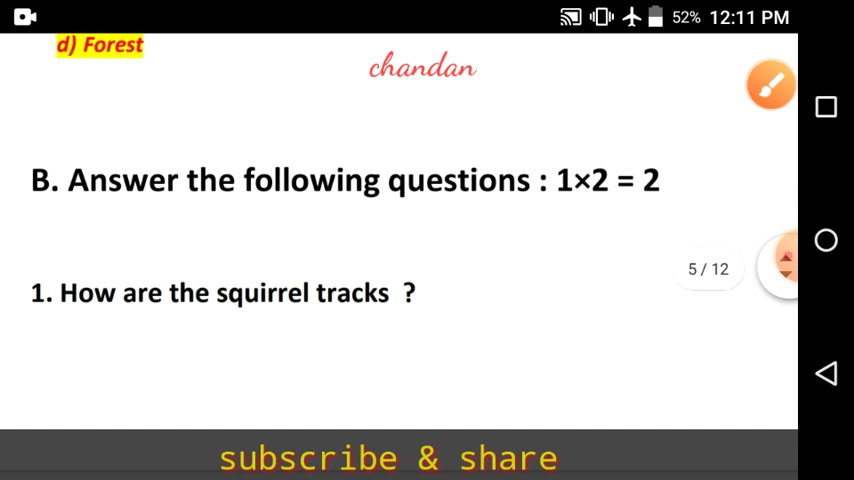 52% 12:11 PM
d) Forest
chandan
B. Answer the following questions : 1×2 = 2
5 / 12
1. How are the squirrel tracks ?
subscribe & share